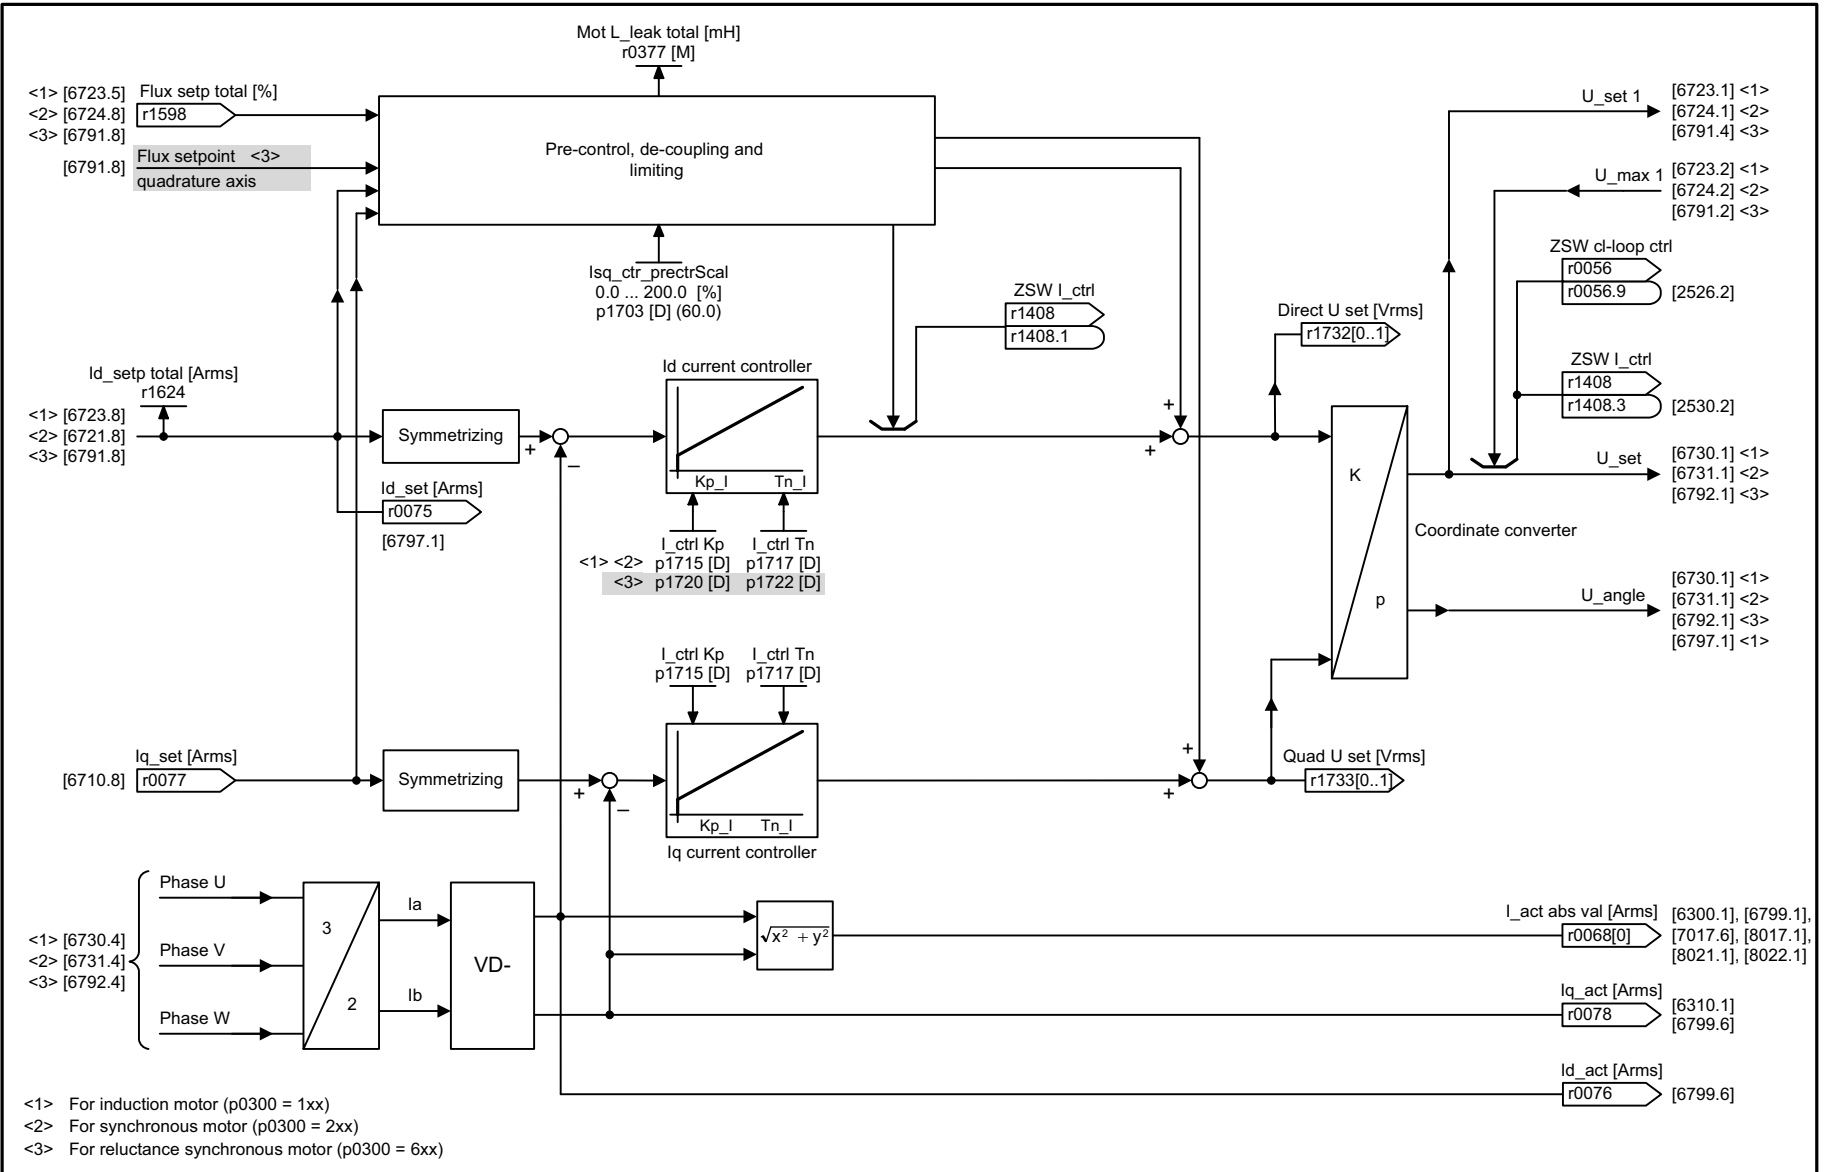 Mot L_leak total [mH]
r0377 [M]
<1> [6723.5]
<2> [6724.8]
<3> [6791.8]
Flux setp total [%]
r1598
[6791.8]
Flux setpoint <3>
quadrature axis
Pre-control, de-coupling and
limiting
U_set 1
[6723.1] <1>
[6724.1] <2>
[6791.4] <3>
U_max 1
[6723.2] <1>
[6724.2] <2>
[6791.2] <3>
ZSW cl-loop ctrl
r0056
r0056.9
[2526.2]
Isq_ctr_prectrScal
0.0 ... 200.0 [%]
p1703 [D] (60.0)
ZSW I_ctrl
r1408
r1408.1
Direct U set [Vrms]
r1732[0..1]
ZSW I_ctrl
r1408
r1408.3
[2530.2]
Id_setp total [Arms]
r1624
<1> [6723.8]
<2> [6721.8]
<3> [6791.8]
Symmetrizing
+
–
Id current controller
Kp_I
Tn_I
+
+
K
p
Coordinate converter
U_set
[6730.1] <1>
[6731.1] <2>
[6792.1] <3>
Id_set [Arms]
r0075
[6797.1]
I_ctrl Kp
I_ctrl Tn
<1> <2> p1715 [D] p1717 [D]
<3> p1720 [D] p1722 [D]
U_angle
[6730.1] <1>
[6731.1] <2>
[6792.1] <3>
[6797.1] <1>
I_ctrl Kp
p1715 [D]
I_ctrl Tn
p1717 [D]
Iq_set [Arms]
[6710.8]
r0077
Symmetrizing
+
–
Kp_I
Tn_I
Iq current controller
+
+
Quad U set [Vrms]
r1733[0..1]
<1> [6730.4]
<2> [6731.4]
<3> [6792.4]
Phase U
Phase V
Phase W
3
2
Ia
Ib
VD-
√x² + y²
I_act abs val [Arms]
r0068[0]
[6300.1], [6799.1],
[7017.6], [8017.1],
[8021.1], [8022.1]
Iq_act [Arms]
r0078
[6310.1]
[6799.6]
Id_act [Arms]
r0076
[6799.6]
<1> For induction motor (p0300 = 1xx)
<2> For synchronous motor (p0300 = 2xx)
<3> For reluctance synchronous motor (p0300 = 6xx)